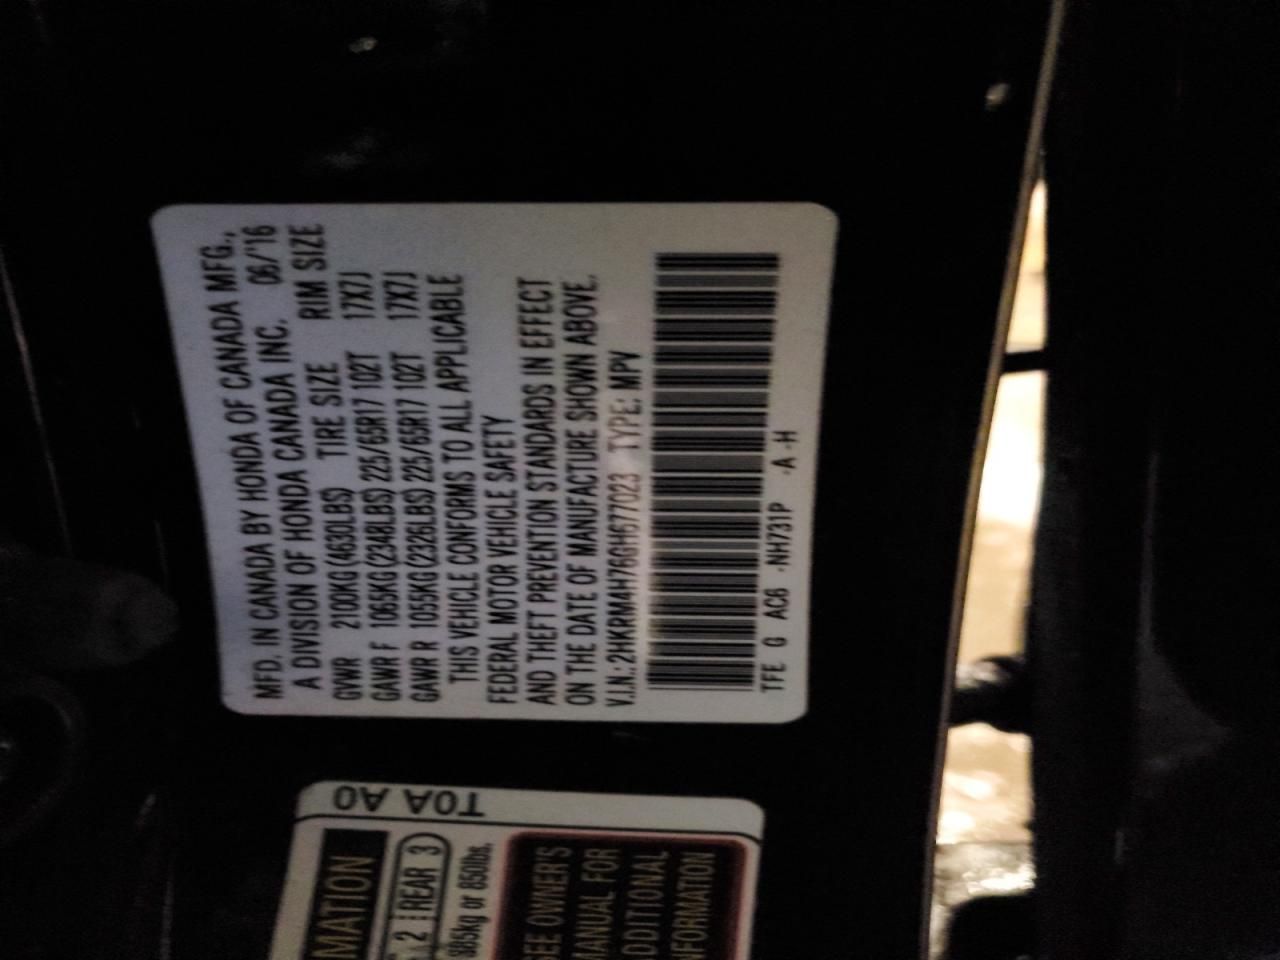 MFD. IN CANADA BY HONDA OF CANADA MFG.,
A DIVISION OF HONDA CANADA INC. 06/'16
GVWR 2100KG(4630LBS) TIRE SIZE RIM SIZE
GAWR F 1065KG(2348LBS) 225/65R17 102T 17X7J
GAWR R 1055KG(2326LBS) 225/65R17 102T 17X7J
THIS VEHICLE CONFORMS TO ALL APPLICABLE
FEDERAL MOTOR VEHICLE SAFETY
AND THEFT PREVENTION STANDARDS IN EFFECT
ON THE DATE OF MANUFACTURE SHOWN ABOVE.
V.I.N.:2HKRM4H76GH677023 TYPE: MPV
TFE G AC6 -NH731P -A -H
T0A A0
MATION
2 REAR 3
385kg or 850lbs.
SEE OWNER'S
MANUAL FOR
DDITIONAL
NFORMATION